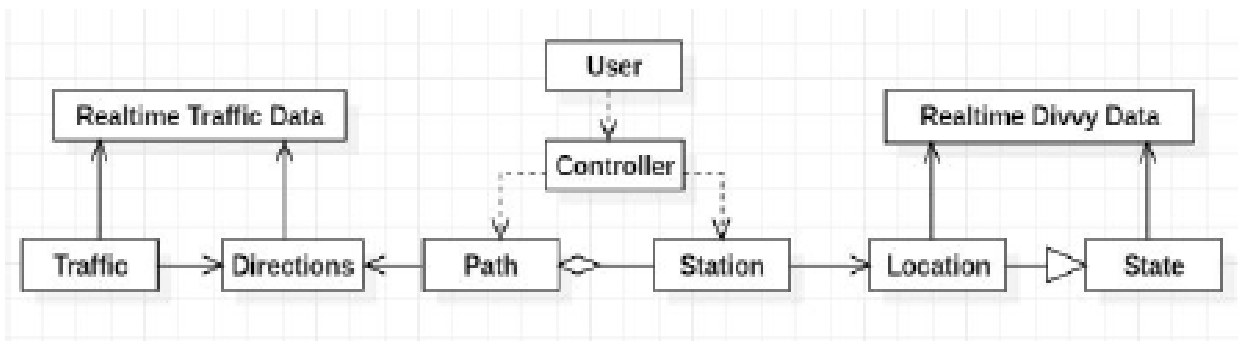 User
Realtime Traffic Data
Realtime Divvy Data
Controller
Traffic
Directions
Path
Station
Location
State